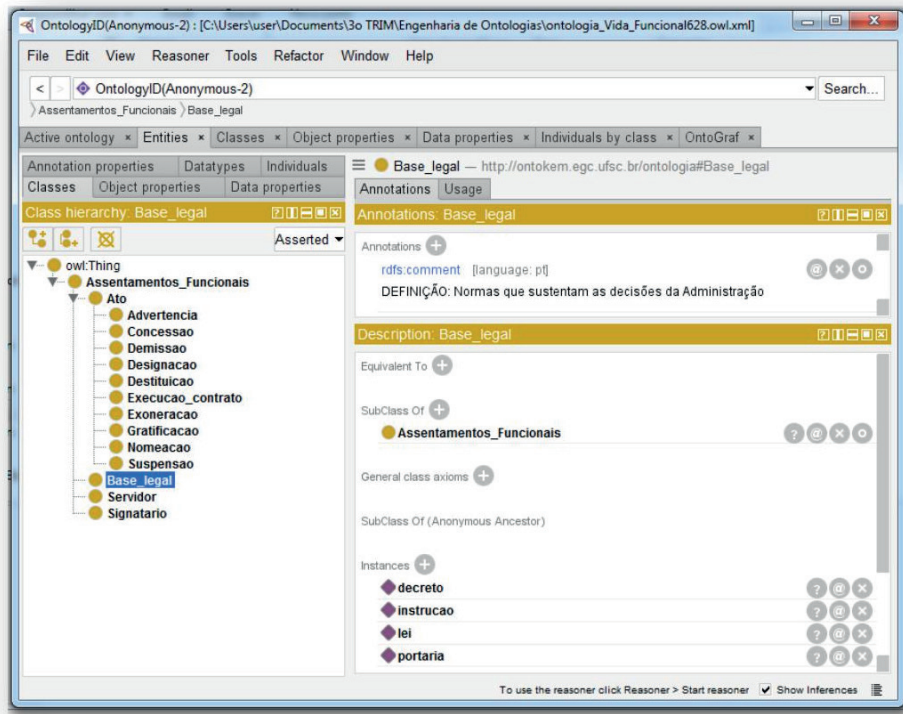 OntologyID(Anonymous-2) : [C:\Users\user\Documents\3o TRIM\Engenharia de Ontologias\ontologia_Vida_Funcional628.owl.xml]
File Edit View Reasoner Tools Refactor Window Help
< > OntologyID(Anonymous-2) Search...
Assentamentos_Funcionais Base_legal
Active ontology × Entities × Classes × Object properties × Data properties × Individuals by class × OntoGraf ×
Annotation properties Datatypes Individuals
Classes Object properties Data properties
Class hierarchy: Base_legal
Asserted
owl:Thing
Assentamentos_Funcionais
Ato
Advertencia
Concessao
Demissao
Designacao
Destituicao
Execucao_contrato
Exoneracao
Gratificacao
Nomeacao
Suspensao
Base_legal
Servidor
Signatario
Base_legal — http://ontokem.egc.ufsc.br/ontologia#Base_legal
Annotations Usage
Annotations: Base_legal
Annotations
rdfs:comment [language: pt]
DEFINIÇÃO: Normas que sustentam as decisões da Administração
Description: Base_legal
Equivalent To
SubClass Of
Assentamentos_Funcionais
General class axioms
SubClass Of (Anonymous Ancestor)
Instances
decreto
instrucao
lei
portaria
To use the reasoner click Reasoner > Start reasoner Show Inferences